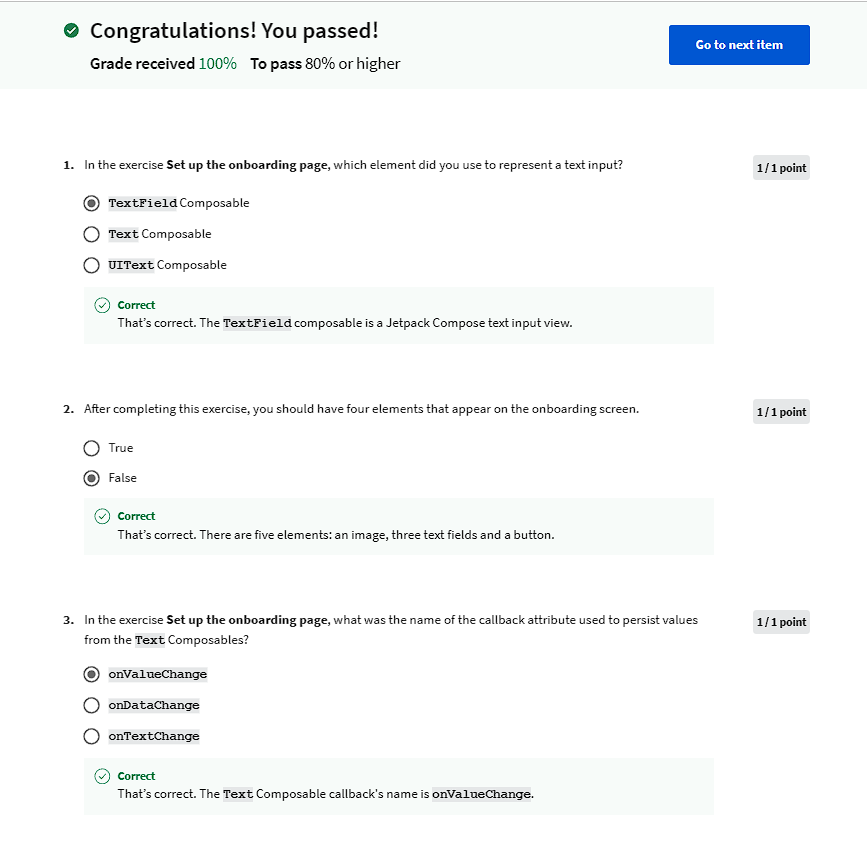 Congratulations! You passed!
Grade received 100% To pass 80% or higher
Go to next item
1. In the exercise Set up the onboarding page, which element did you use to represent a text input?
1 / 1 point
TextField Composable
Text Composable
UIText Composable
Correct
That's correct. The TextField composable is a Jetpack Compose text input view.
2. After completing this exercise, you should have four elements that appear on the onboarding screen.
1 / 1 point
True
False
Correct
That's correct. There are five elements: an image, three text fields and a button.
3. In the exercise Set up the onboarding page, what was the name of the callback attribute used to persist values
from the Text Composables?
1 / 1 point
onValueChange
onDataChange
onTextChange
Correct
That's correct. The Text Composable callback's name is onValueChange.